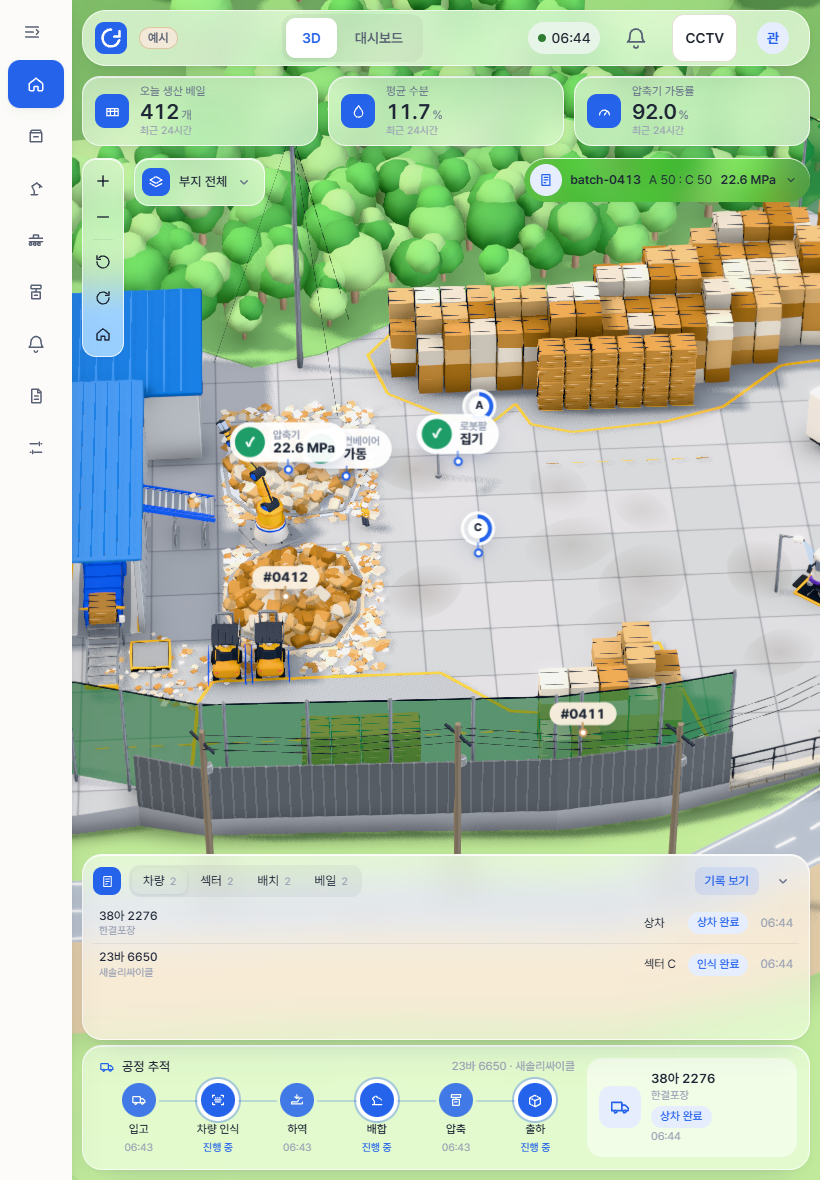 예시
3D
대시보드
06:44
CCTV
관
오늘 생산 베일
412 개
최근 24시간
평균 수분
11.7 %
최근 24시간
압축기 가동률
92.0 %
최근 24시간
부지 전체
batch-0413 A 50 : C 50 22.6 MPa
A
압축기
22.6 MPa
컨베이어
가동
로봇팔
집기
C
#0412
#0411
차량 2
섹터 2
배치 2
베일 2
기록 보기
38아 2276
한결포장
상차
상차 완료
06:44
23바 6650
새솔리싸이클
섹터 C
인식 완료
06:44
공정 추적
23바 6650 · 새솔리싸이클
입고
06:43
차량 인식
진행 중
하역
06:43
배합
진행 중
압축
06:43
출하
진행 중
38아 2276
한결포장
상차 완료
06:44